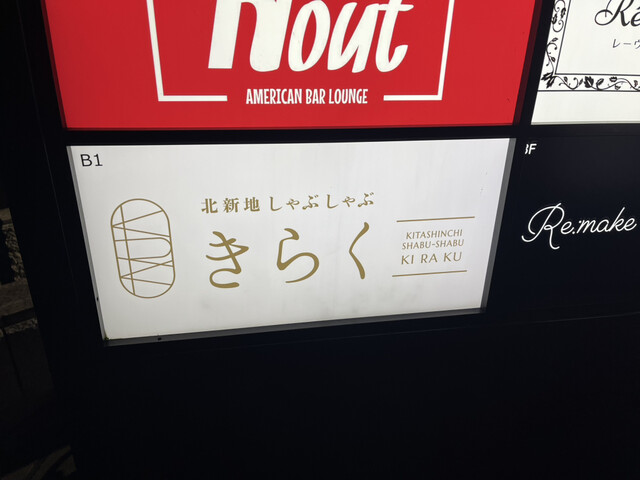 out
AMERICAN BAR LOUNGE
B1
北新地 しゃぶしゃぶ
きらく
KITASHINCHI
SHABU-SHABU
KI RA KU
Re.make